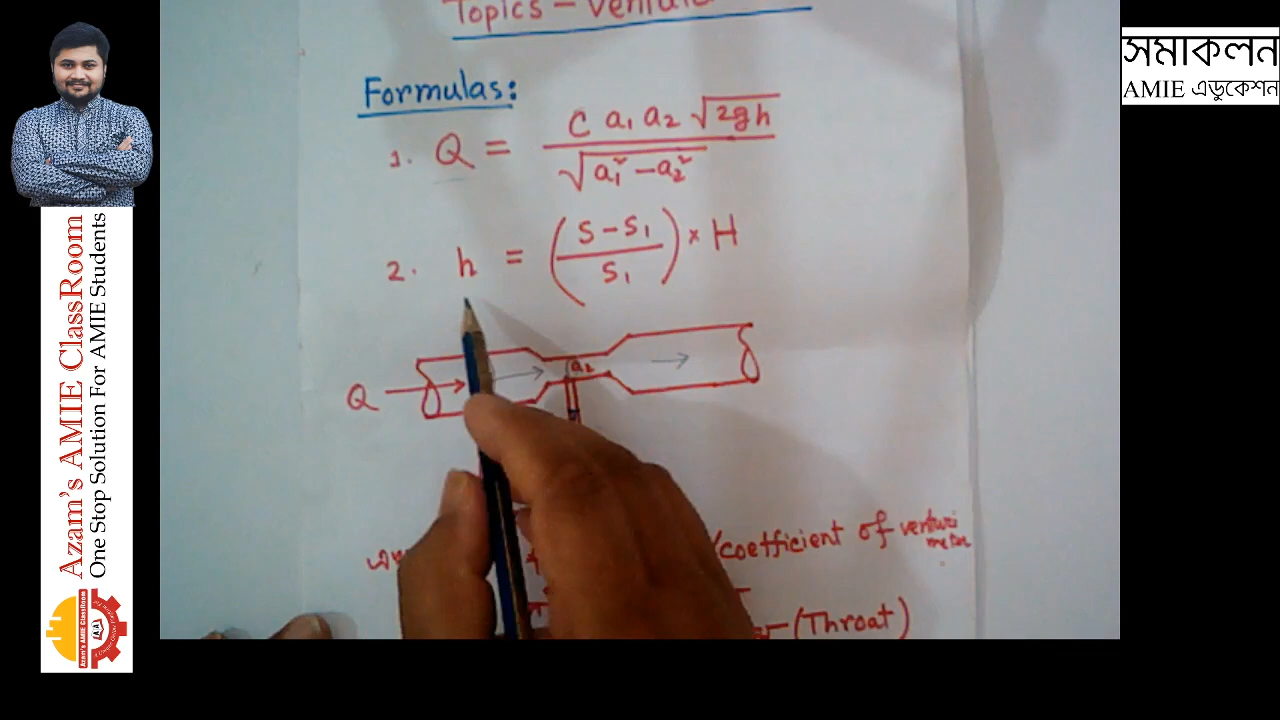 Topics - Ventu
Formulas:
1. Q = C a₁ a₂ √2gh / √a₁² - a₂²
2. h = (S - S₁ / S₁) × H
Q
a₂
/coefficient of venturi
meter
(Throat)
Azam's AMIE ClassRoom
One Stop Solution For AMIE Students
সমাকলন
AMIE এডুকেশন